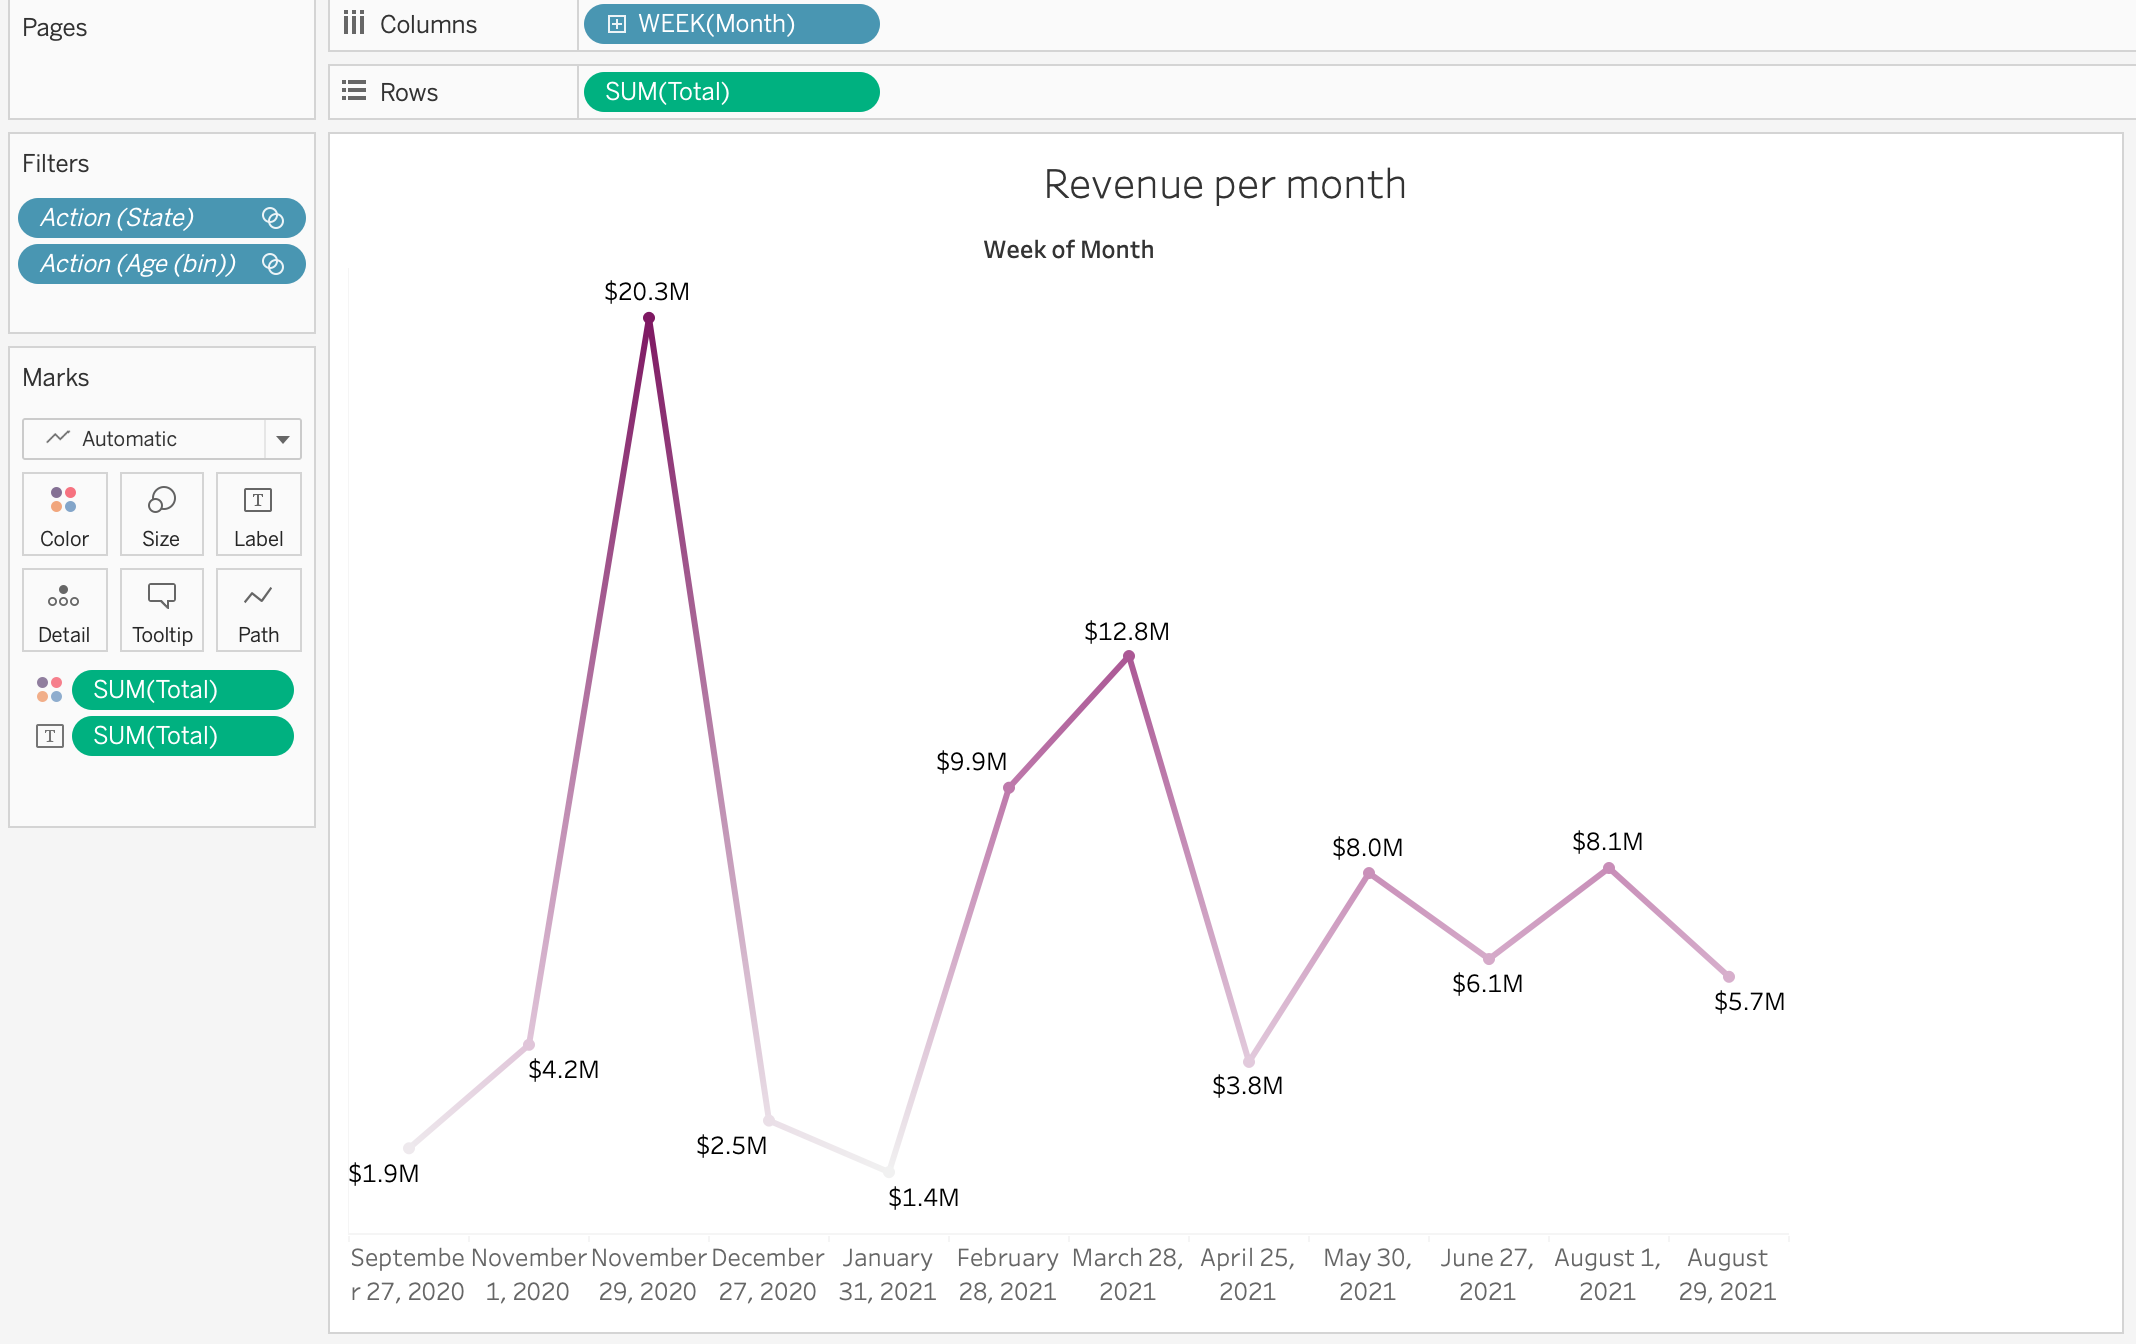 Pages
Columns
WEEK(Month)
Rows
SUM(Total)
Filters
Action (State)
Action (Age (bin))
Marks
Automatic
Color
Size
Label
Detail
Tooltip
Path
SUM(Total)
T SUM(Total)
Revenue per month
Week of Month
$20.3M
$12.8M
$9.9M
$8.0M
$8.1M
$6.1M
$5.7M
$4.2M
$3.8M
$2.5M
$1.9M
$1.4M
Septembe
r 27, 2020
November
1, 2020
November
29, 2020
December
27, 2020
January
31, 2021
February
28, 2021
March 28,
2021
April 25,
2021
May 30,
2021
June 27,
2021
August 1,
2021
August
29, 2021